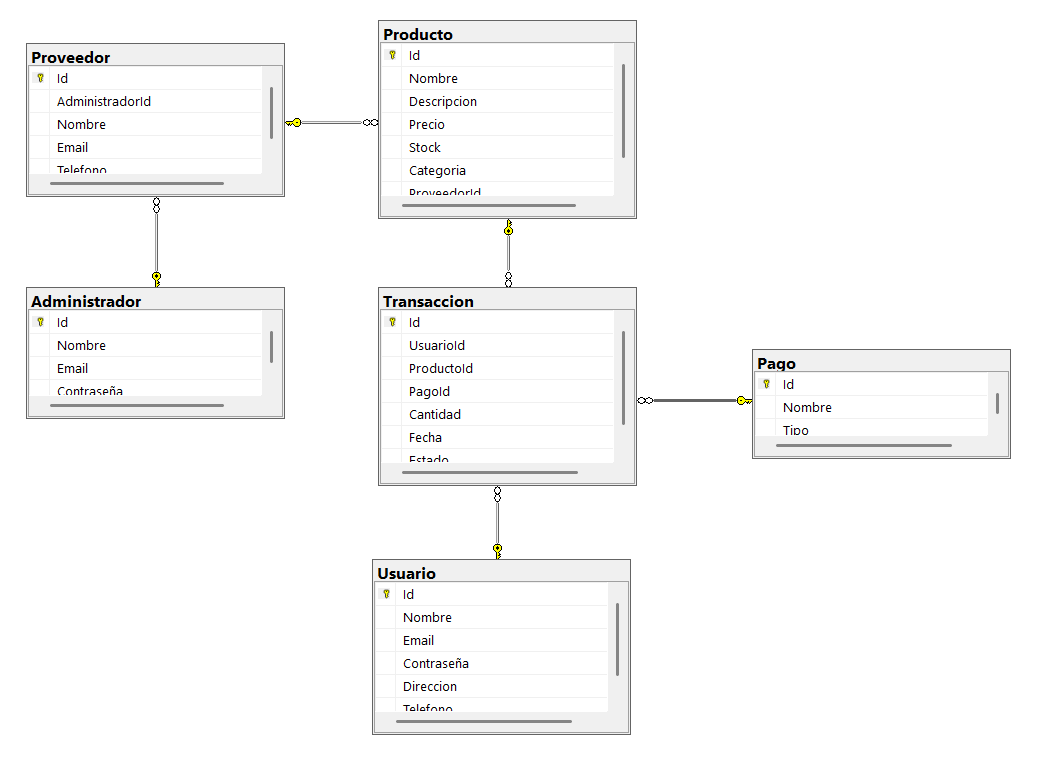 Proveedor
Id
AdministradorId
Nombre
Email
Telefono
Producto
Id
Nombre
Descripcion
Precio
Stock
Categoria
ProveedorId
Administrador
Id
Nombre
Email
Contraseña
Transaccion
Id
UsuarioId
ProductoId
PagoId
Cantidad
Fecha
Estado
Pago
Id
Nombre
Tipo
Usuario
Id
Nombre
Email
Contraseña
Direccion
Telefono